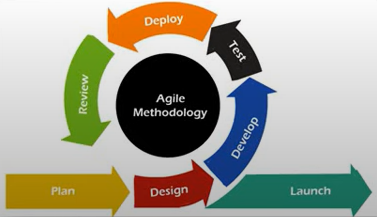 Deploy
Test
Review
Agile
Methodology
Develop
Plan
Design
Launch